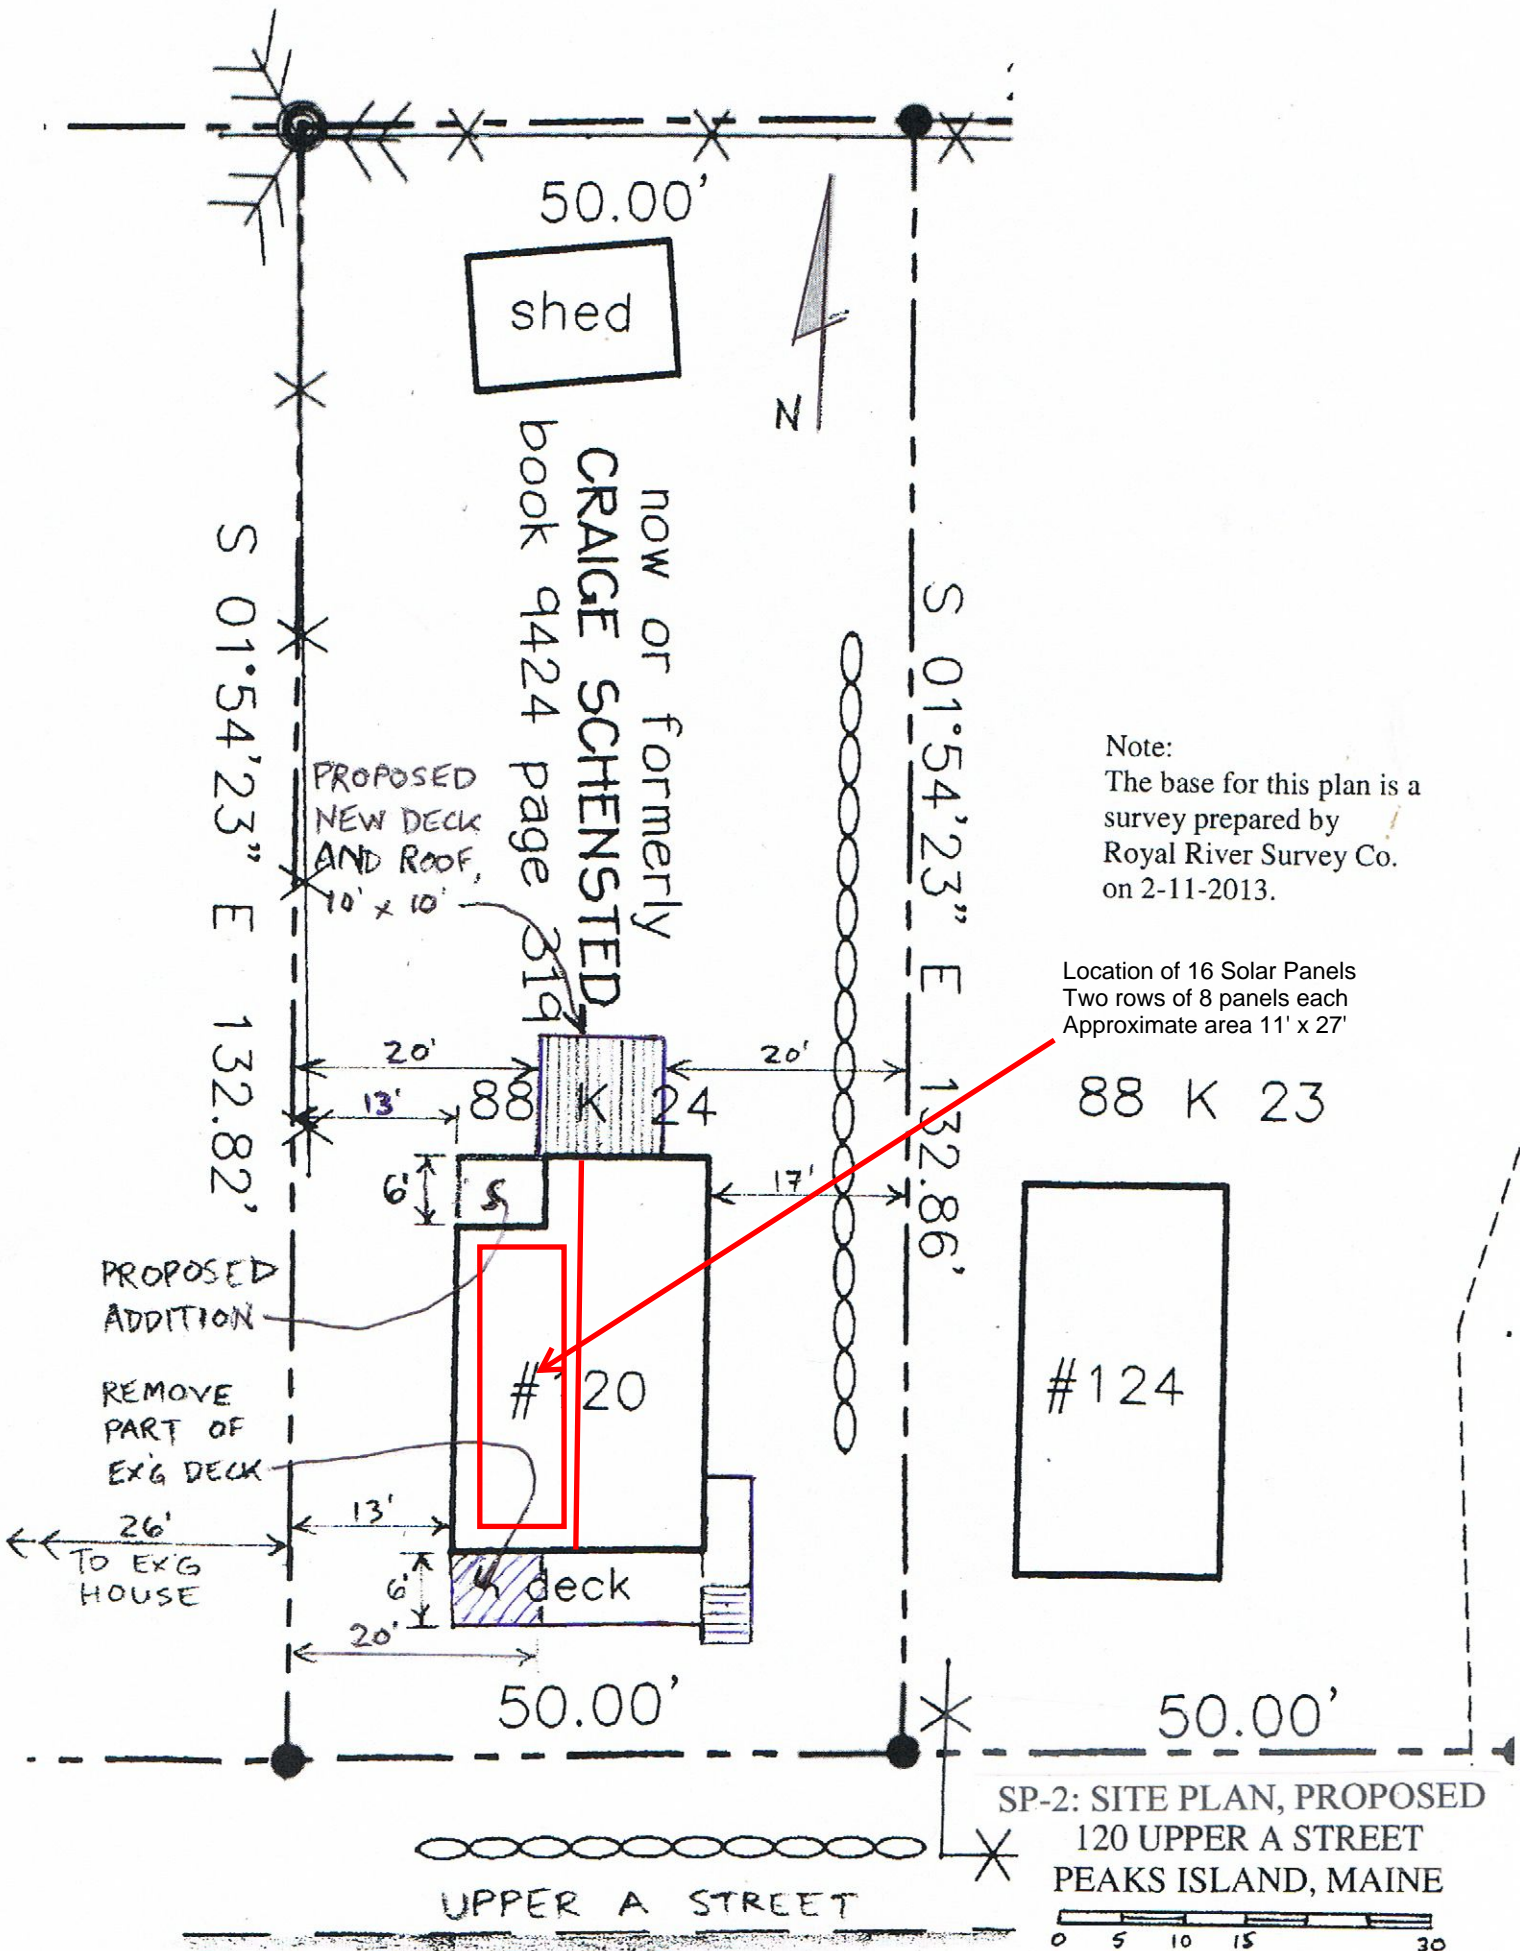 50.00'
shed
N
now or formerly
CRAIGE SCHENSTED
book 9424 page 319
S 01°54'23" E 132.82'
S 01°54'23" E 132.86'
PROPOSED
NEW DECK
AND ROOF,
10' x 10'
Note:
The base for this plan is a
survey prepared by
Royal River Survey Co.
on 2-11-2013.
Location of 16 Solar Panels
Two rows of 8 panels each
Approximate area 11' x 27'
20'
20'
13'
88 K 24
88 K 23
6'
17'
PROPOSED
ADDITION
#120
#124
REMOVE
PART OF
EX'G DECK
13'
26'
TO EX'G
HOUSE
6'
deck
20'
50.00'
50.00'
SP-2: SITE PLAN, PROPOSED
120 UPPER A STREET
PEAKS ISLAND, MAINE
UPPER A STREET
0 5 10 15 30